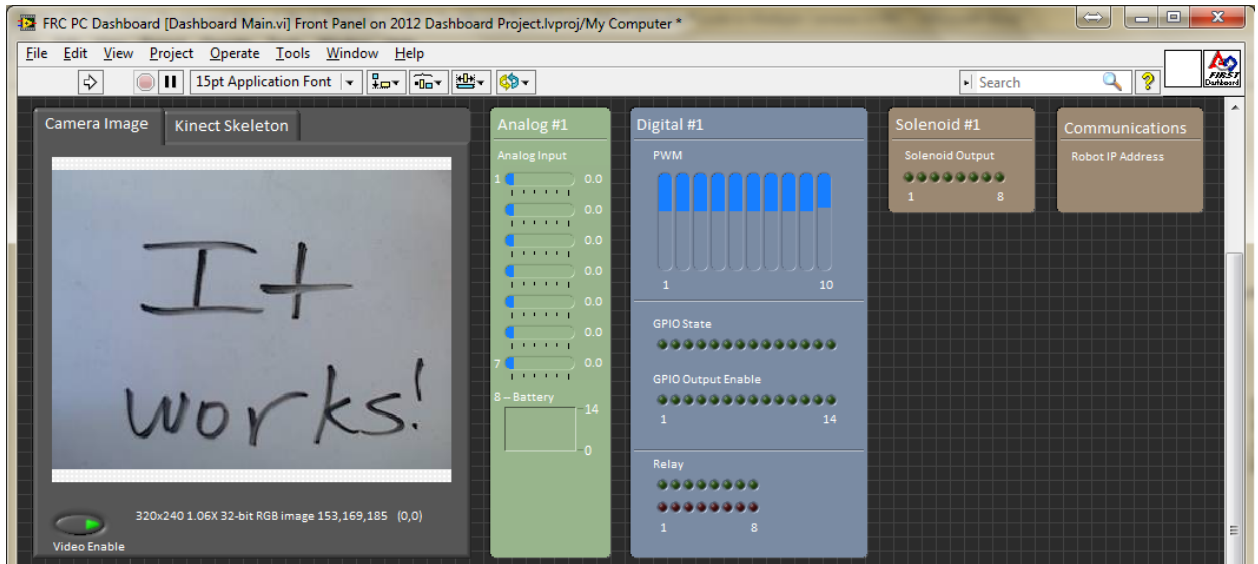 FRC PC Dashboard [Dashboard Main.vi] Front Panel on 2012 Dashboard Project.lvproj/My Computer *
File Edit View Project Operate Tools Window Help
15pt Application Font
Search
?
FIRST
Dashboard
Camera Image
Kinect Skeleton
It
works!
320x240 1.06X 32-bit RGB image 153,169,185 (0,0)
Video Enable
Analog #1
Analog Input
1 0.0
0.0
0.0
0.0
0.0
0.0
7 0.0
8 – Battery
14
0
Digital #1
PWM
1 10
GPIO State
GPIO Output Enable
1 14
Relay
1 8
Solenoid #1
Solenoid Output
1 8
Communications
Robot IP Address